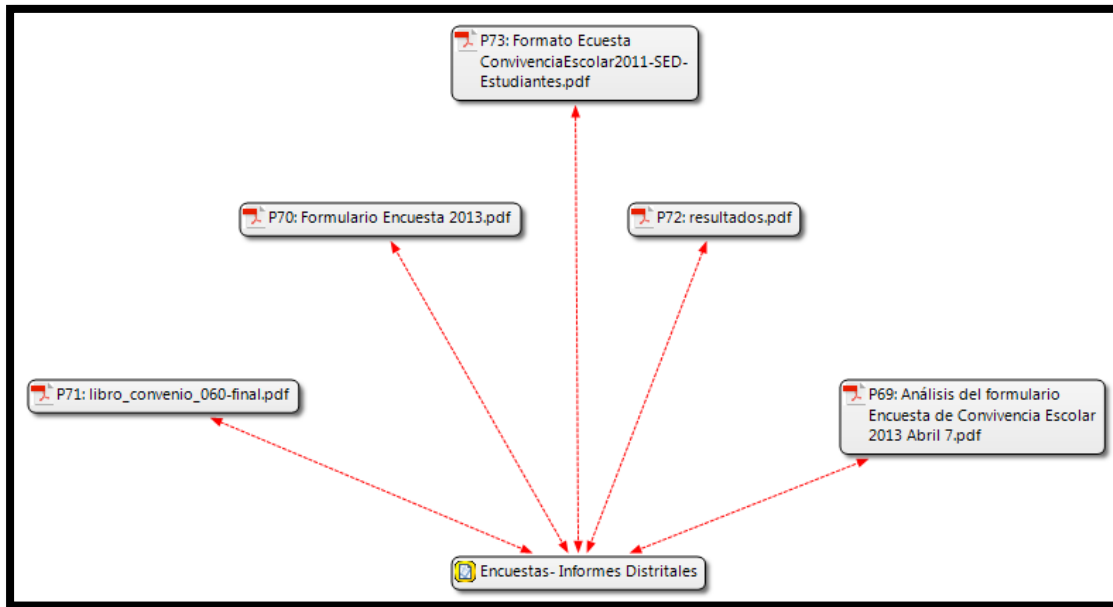 P73: Formato Ecuesta
ConvivenciaEscolar2011-SED-
Estudiantes.pdf
P70: Formulario Encuesta 2013.pdf
P72: resultados.pdf
P71: libro_convenio_060-final.pdf
P69: Análisis del formulario
Encuesta de Convivencia Escolar
2013 Abril 7.pdf
Encuestas- Informes Distritales